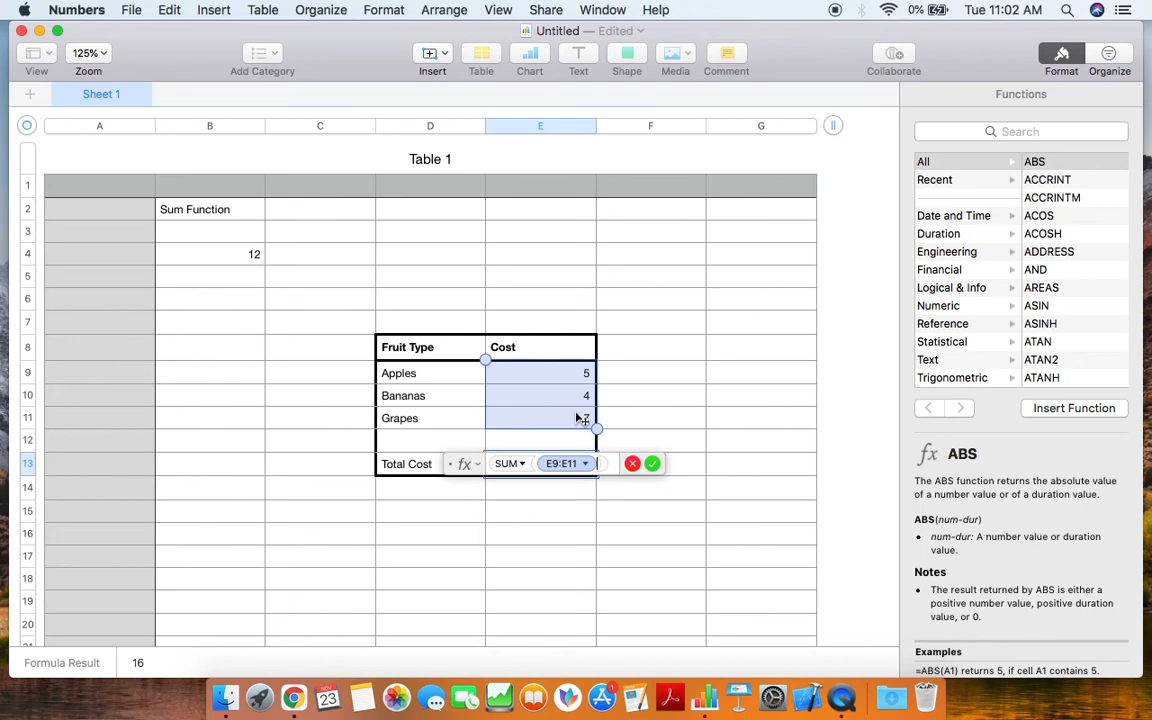 Numbers File Edit Insert Table Organize Format Arrange View Share Window Help 0% Tue 11:02 AM
Untitled — Edited
125%
View Zoom Add Category Insert Table Chart Text Shape Media Comment Collaborate Format Organize
Sheet 1
Functions
Search
A B C D E F G
Table 1
1
2 Sum Function
3
4 12
5
6
7
8 Fruit Type Cost
9 Apples 5
10 Bananas 4
11 Grapes 7
12
13 Total Cost fx SUM E9:E11
14
15
16
17
18
19
20
All
Recent
Date and Time
Duration
Engineering
Financial
Logical & Info
Numeric
Reference
Statistical
Text
Trigonometric
ABS
ACCRINT
ACCRINTM
ACOS
ACOSH
ADDRESS
AND
AREAS
ASIN
ASINH
ATAN
ATAN2
ATANH
Insert Function
fx ABS
The ABS function returns the absolute value
of a number value or of a duration value.
ABS(num-dur)
• num-dur: A number value or duration
value.
Notes
• The result returned by ABS is either a
positive number value, positive duration
value, or 0.
Examples
=ABS(A1) returns 5, if cell A1 contains 5.
Formula Result 16
NOV
23
1